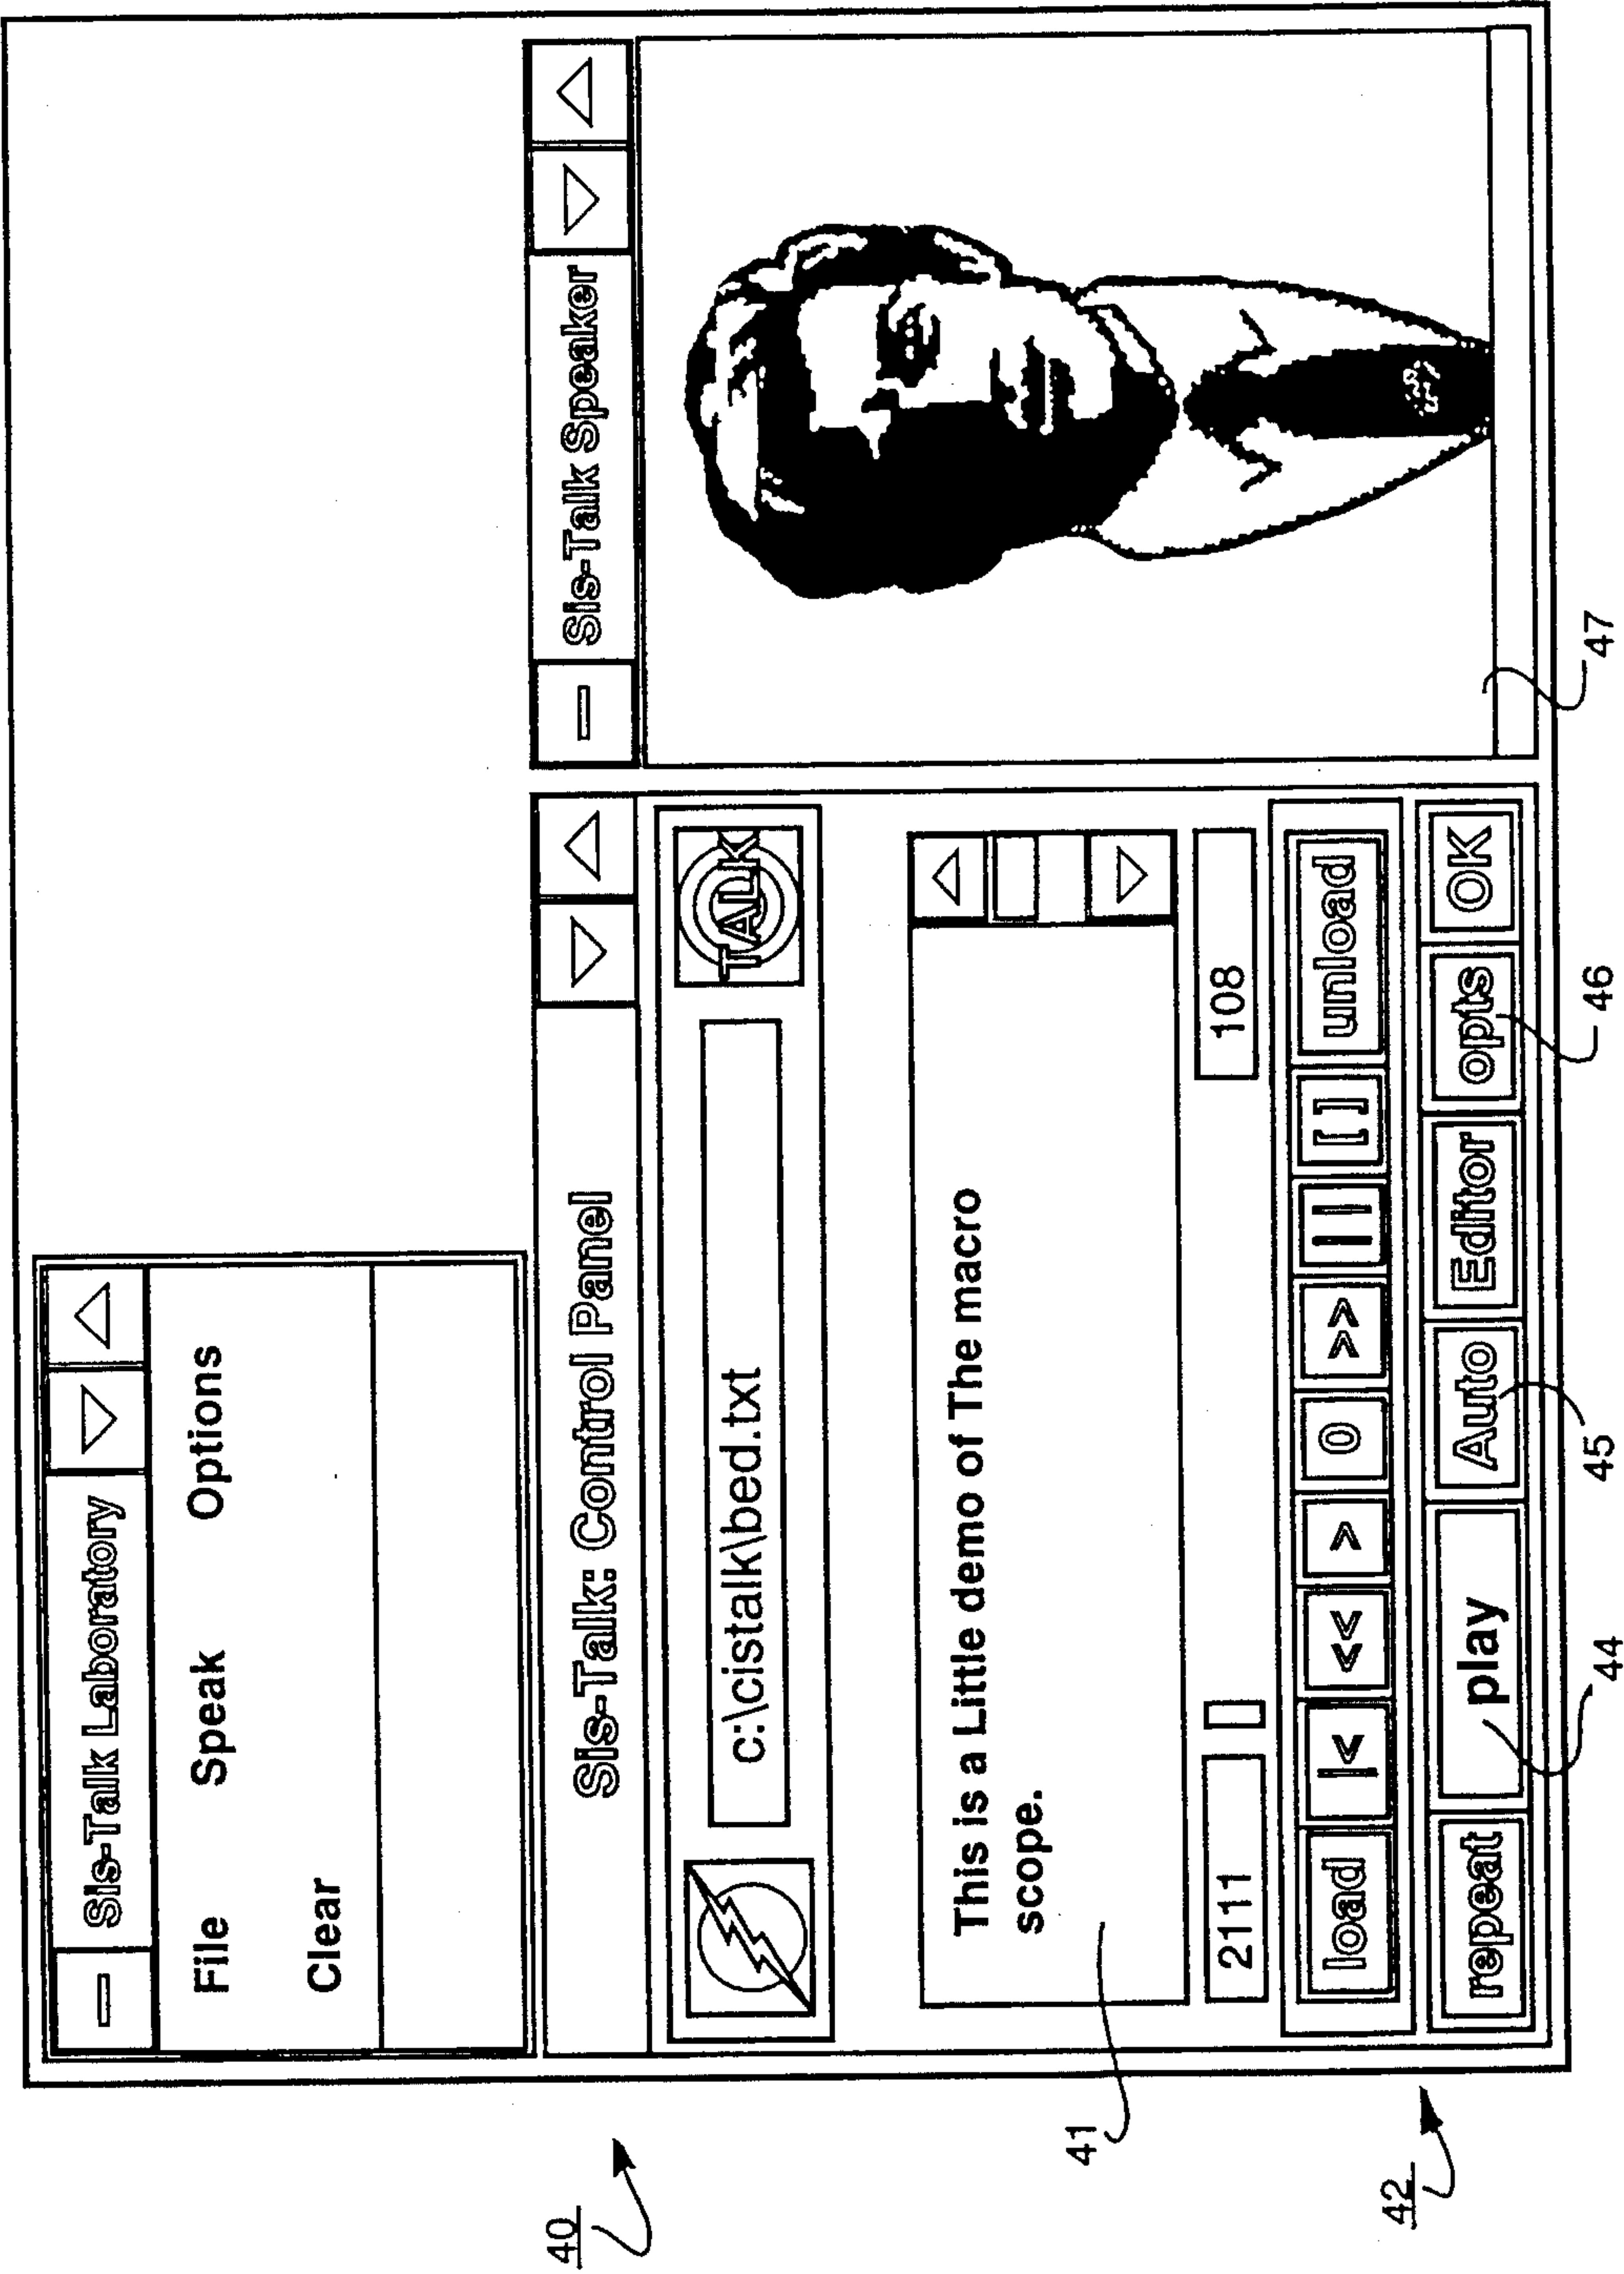 Sis-Talk Laboratory
File Speak Options
Clear
Sis-Talk: Control Panel
c:\cistalk\bed.txt
TALK
This is a Little demo of The macro
scope.
2111
108
load |< << > 0 >> || [ ] unload
repeat play Auto Editor opts OK
Sis-Talk Speaker
40
41
42
44
45
46
47